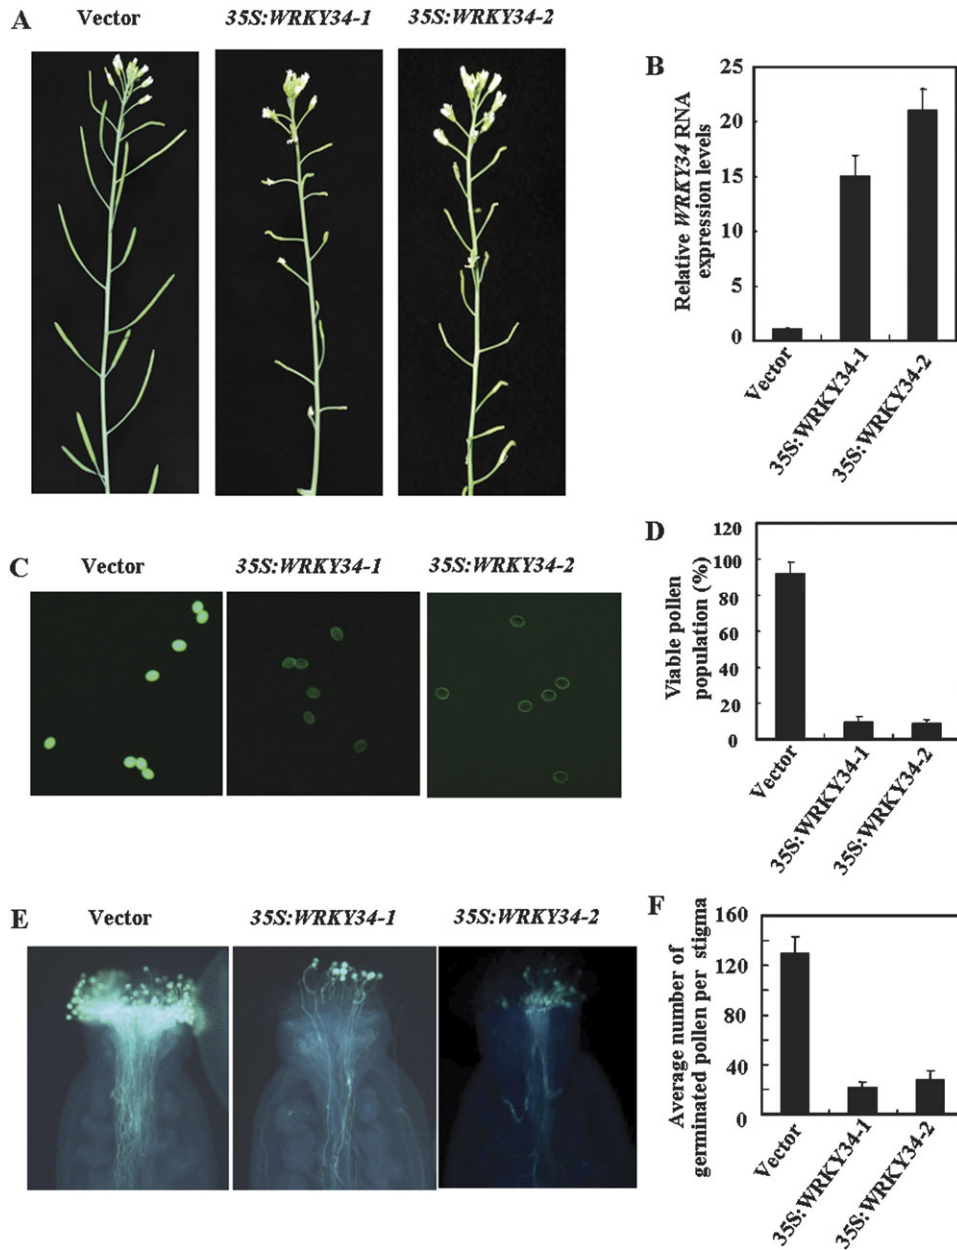 A
Vector
35S:WRKY34-1
35S:WRKY34-2
B
Relative WRKY34 RNA
expression levels
25
20
15
10
5
0
Vector
35S:WRKY34-1
35S:WRKY34-2
C
Vector
35S:WRKY34-1
35S:WRKY34-2
D
Viable pollen
population (%)
120
100
80
60
40
20
0
Vector
35S:WRKY34-1
35S:WRKY34-2
E
Vector
35S:WRKY34-1
35S:WRKY34-2
F
Average number of
germinated pollen per stigma
160
120
80
40
0
Vector
35S:WRKY34-1
35S:WRKY34-2